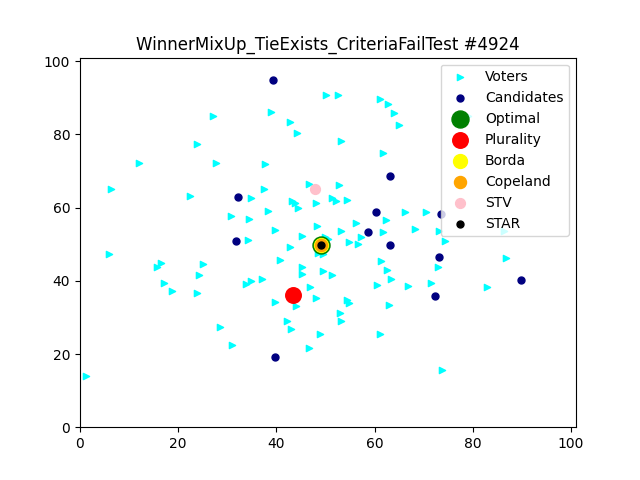 WinnerMixUp_TieExists_CriteriaFailTest #4924
100
80
60
40
20
0
0
20
40
60
80
100
Voters
Candidates
Optimal
Plurality
Borda
Copeland
STV
STAR